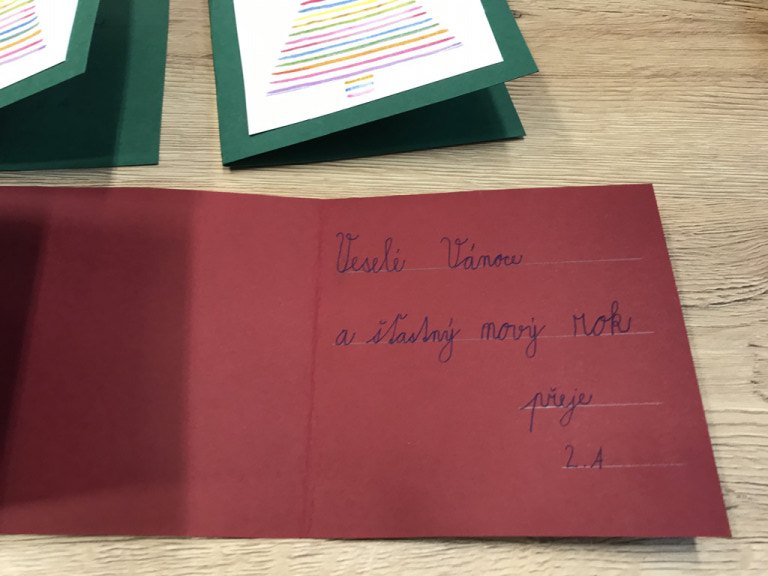 Veselé Vánoce
a šťastný nový rok
přeje
2.A